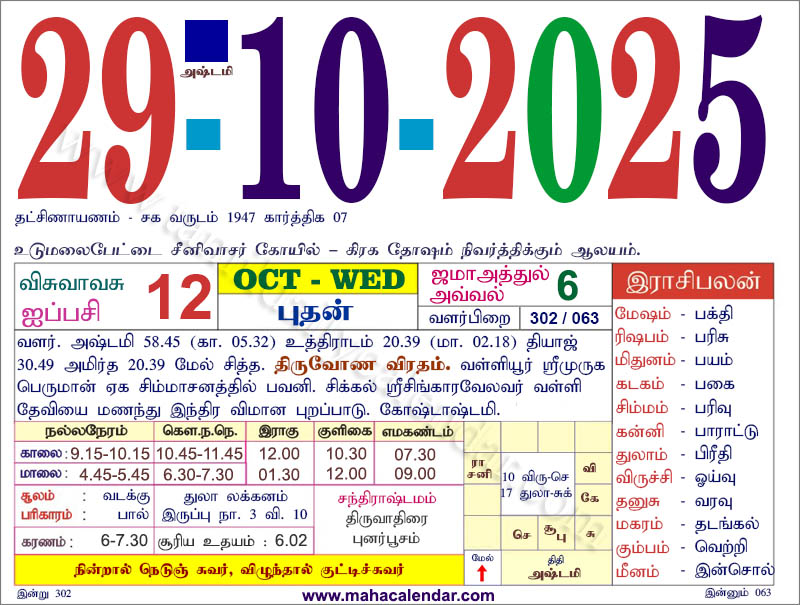 29-10-2025
அஷ்டமி
தட்சிணாயணம் - சக வருடம் 1947 கார்த்திக 07
உடுமலைபேட்டை சீனிவாசர் கோயில் – கிரக தோஷம் நிவர்த்திக்கும் ஆலயம்.
விசுவாவசு
ஐப்பசி 12
OCT - WED
புதன்
ஜமாஅத்துல்
அவ்வல் 6
வளர்பிறை 302 / 063
வளர். அஷ்டமி 58.45 (கா. 05.32) உத்திராடம் 20.39 (மா. 02.18) தியாஜ்
30.49 அமிர்த 20.39 மேல் சித்த. திருவோண விரதம். வள்ளியூர் ஸ்ரீமுருக
பெருமான் ஏக சிம்மாசனத்தில் பவனி. சிக்கல் ஸ்ரீசிங்காரவேலவர் வள்ளி
தேவியை மணந்து இந்திர விமான புறப்பாடு. கோஷ்டாஷ்டமி.
நல்லநேரம் கௌ.ந.நெ. இராகு குளிகை எமகண்டம்
காலை: 9.15-10.15 10.45-11.45 12.00 10.30 07.30
மாலை: 4.45-5.45 6.30-7.30 01.30 12.00 09.00
சூலம் : வடக்கு
பரிகாரம் : பால்
துலா லக்கனம்
இருப்பு நா. 3 வி. 10
சந்திராஷ்டமம்
திருவாதிரை
புனர்பூசம்
கரணம் : 6-7.30 சூரிய உதயம் : 6.02
நின்றால் நெடுஞ் சுவர், விழுந்தால் குட்டிச்சுவர்
ரா
சனி
10 விரு-செ
17 துலா-சுக்
வி
கே
செ
சூ
பு
சு
மேல்
திதி
அஷ்டமி
இராசிபலன்
மேஷம் - பக்தி
ரிஷபம் - பரிசு
மிதுனம் - பயம்
கடகம் - பகை
சிம்மம் - பரிவு
கன்னி - பாராட்டு
துலாம் - பிரீதி
விருச்சி - ஓய்வு
தனுசு - வரவு
மகரம் - தடங்கல்
கும்பம் - வெற்றி
மீனம் - இன்சொல்
இன்று 302
www.mahacalendar.com
இன்னும் 063